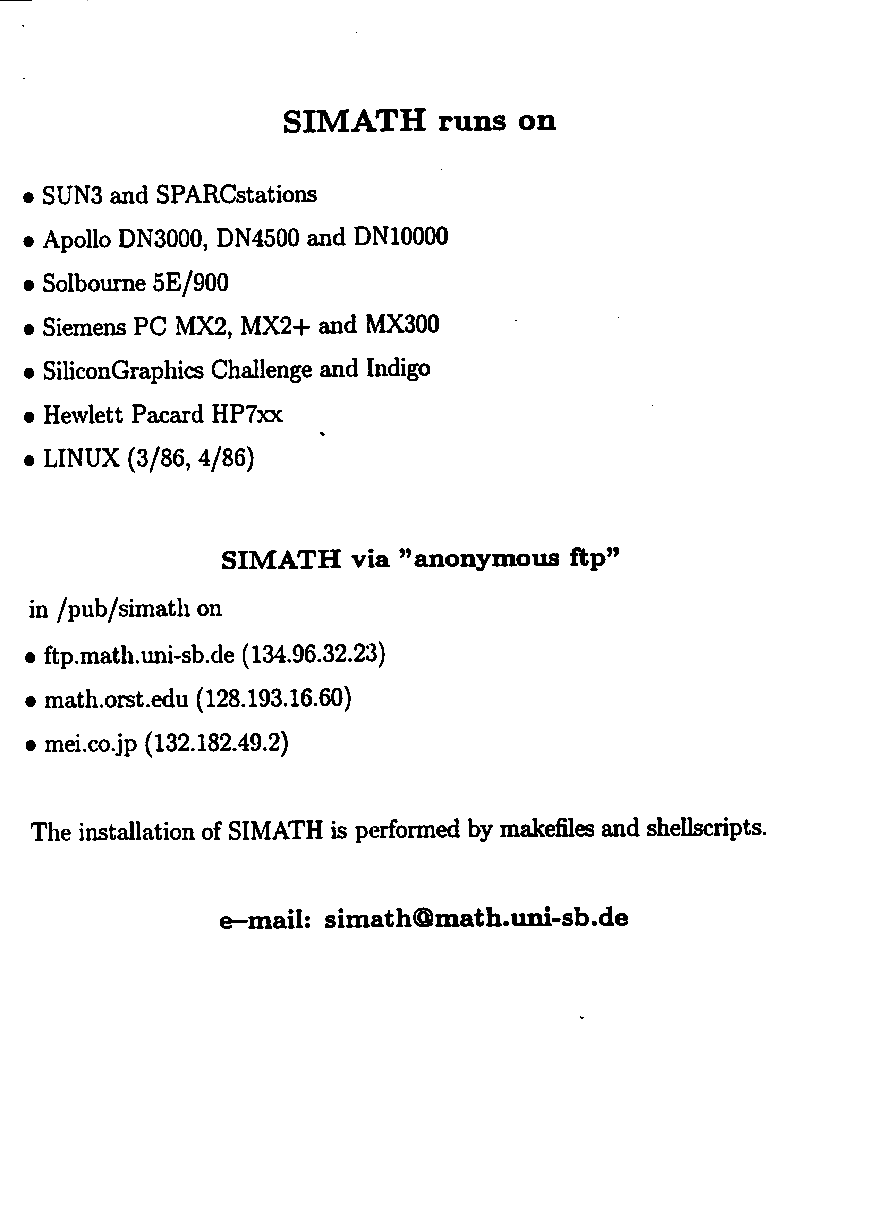 SIMATH runs on
• SUN3 and SPARCstations
• Apollo DN3000, DN4500 and DN10000
• Solbourne 5E/900
• Siemens PC MX2, MX2+ and MX300
• SiliconGraphics Challenge and Indigo
• Hewlett Pacard HP7xx
• LINUX (3/86, 4/86)
SIMATH via ”anonymous ftp”
in /pub/simath on
• ftp.math.uni-sb.de (134.96.32.23)
• math.orst.edu (128.193.16.60)
• mei.co.jp (132.182.49.2)
The installation of SIMATH is performed by makefiles and shellscripts.
e–mail: simath@math.uni-sb.de